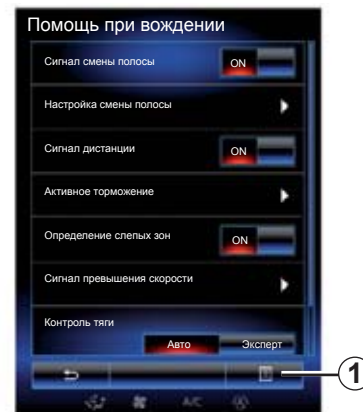 Помощь при вождении
Сигнал смены полосы ON
Настройка смены полосы
Сигнал дистанции ON
Активное торможение
Определение слепых зон ON
Сигнал превышения скорости
Контроль тяги
Авто Эксперт
1
A/C